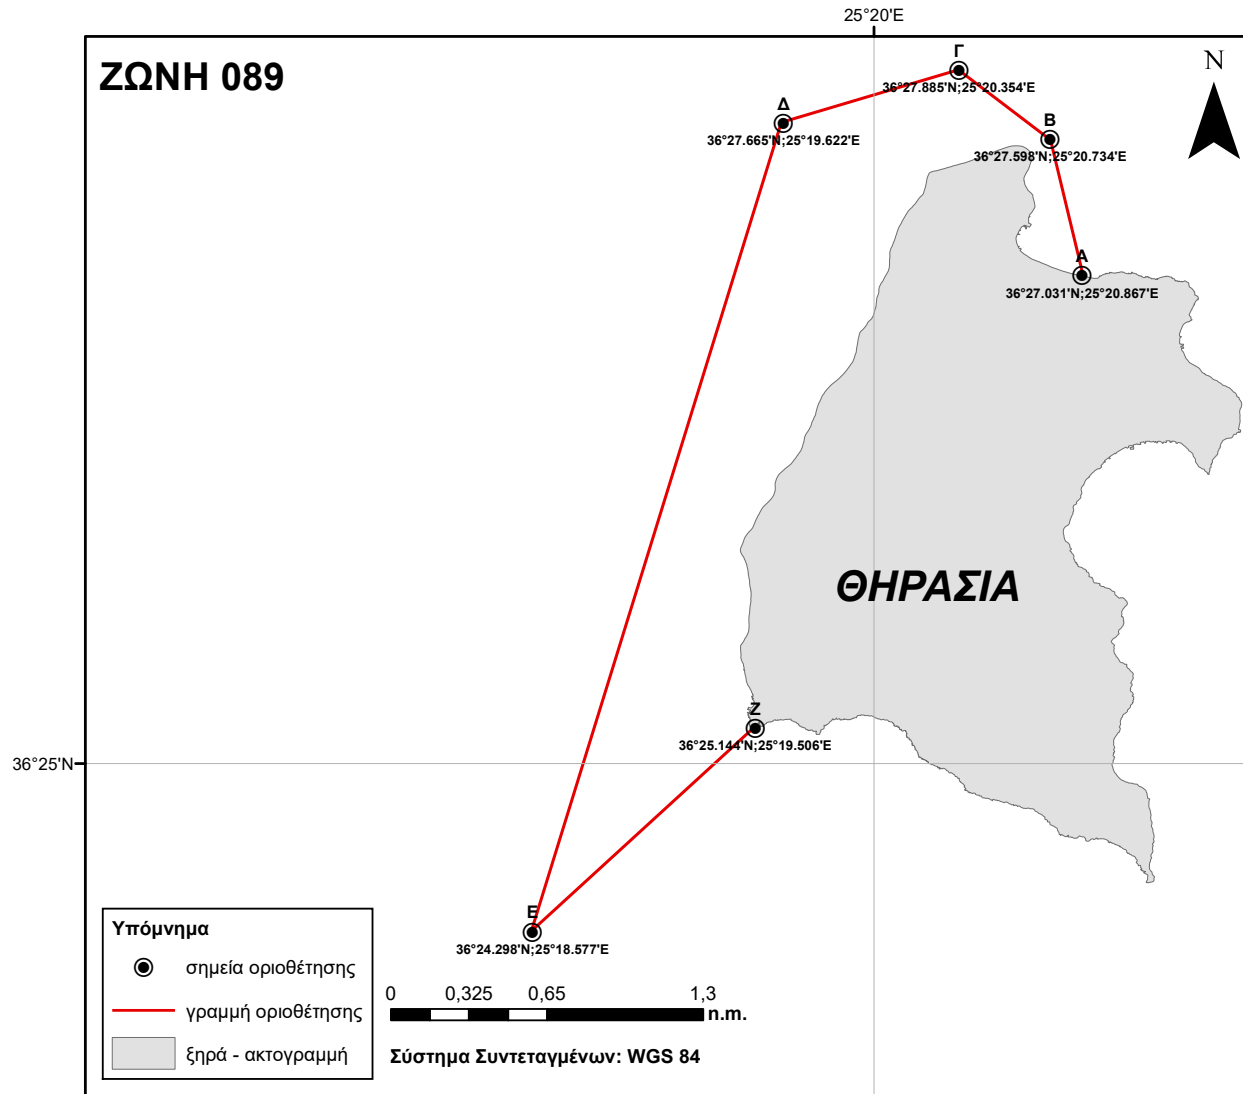 25°20'E
ΖΩΝΗ 089
N
Γ
36°27.885'N;25°20.354'E
Δ
36°27.665'N;25°19.622'E
Β
36°27.598'N;25°20.734'E
Α
36°27.031'N;25°20.867'E
ΘΗΡΑΣΙΑ
Ζ
36°25.144'N;25°19.506'E
36°25'N
Ε
36°24.298'N;25°18.577'E
Υπόμνημα
σημεία οριοθέτησης
γραμμή οριοθέτησης
ξηρά - ακτογραμμή
0 0,325 0,65 1,3
n.m.
Σύστημα Συντεταγμένων: WGS 84